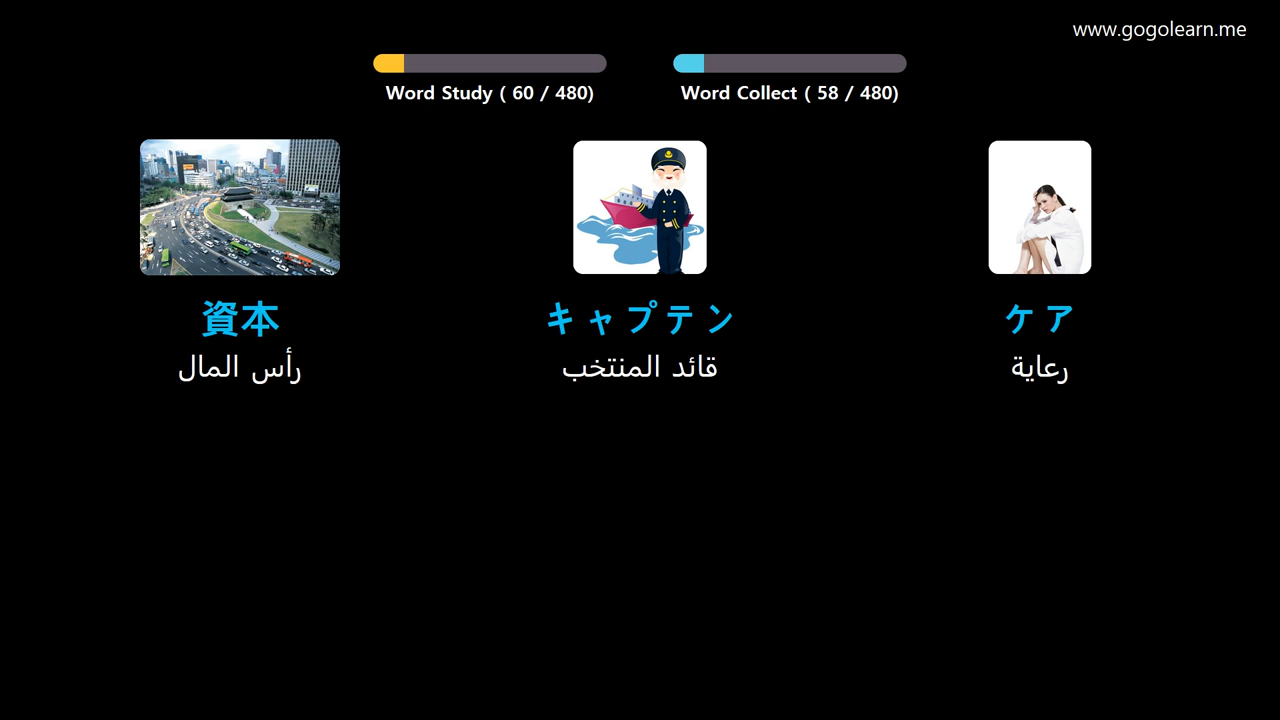 www.gogolearn.me
Word Study ( 60 / 480)
Word Collect ( 58 / 480)
資本
キャプテン
ケア
رأس المال
قائد المنتخب
رعاية